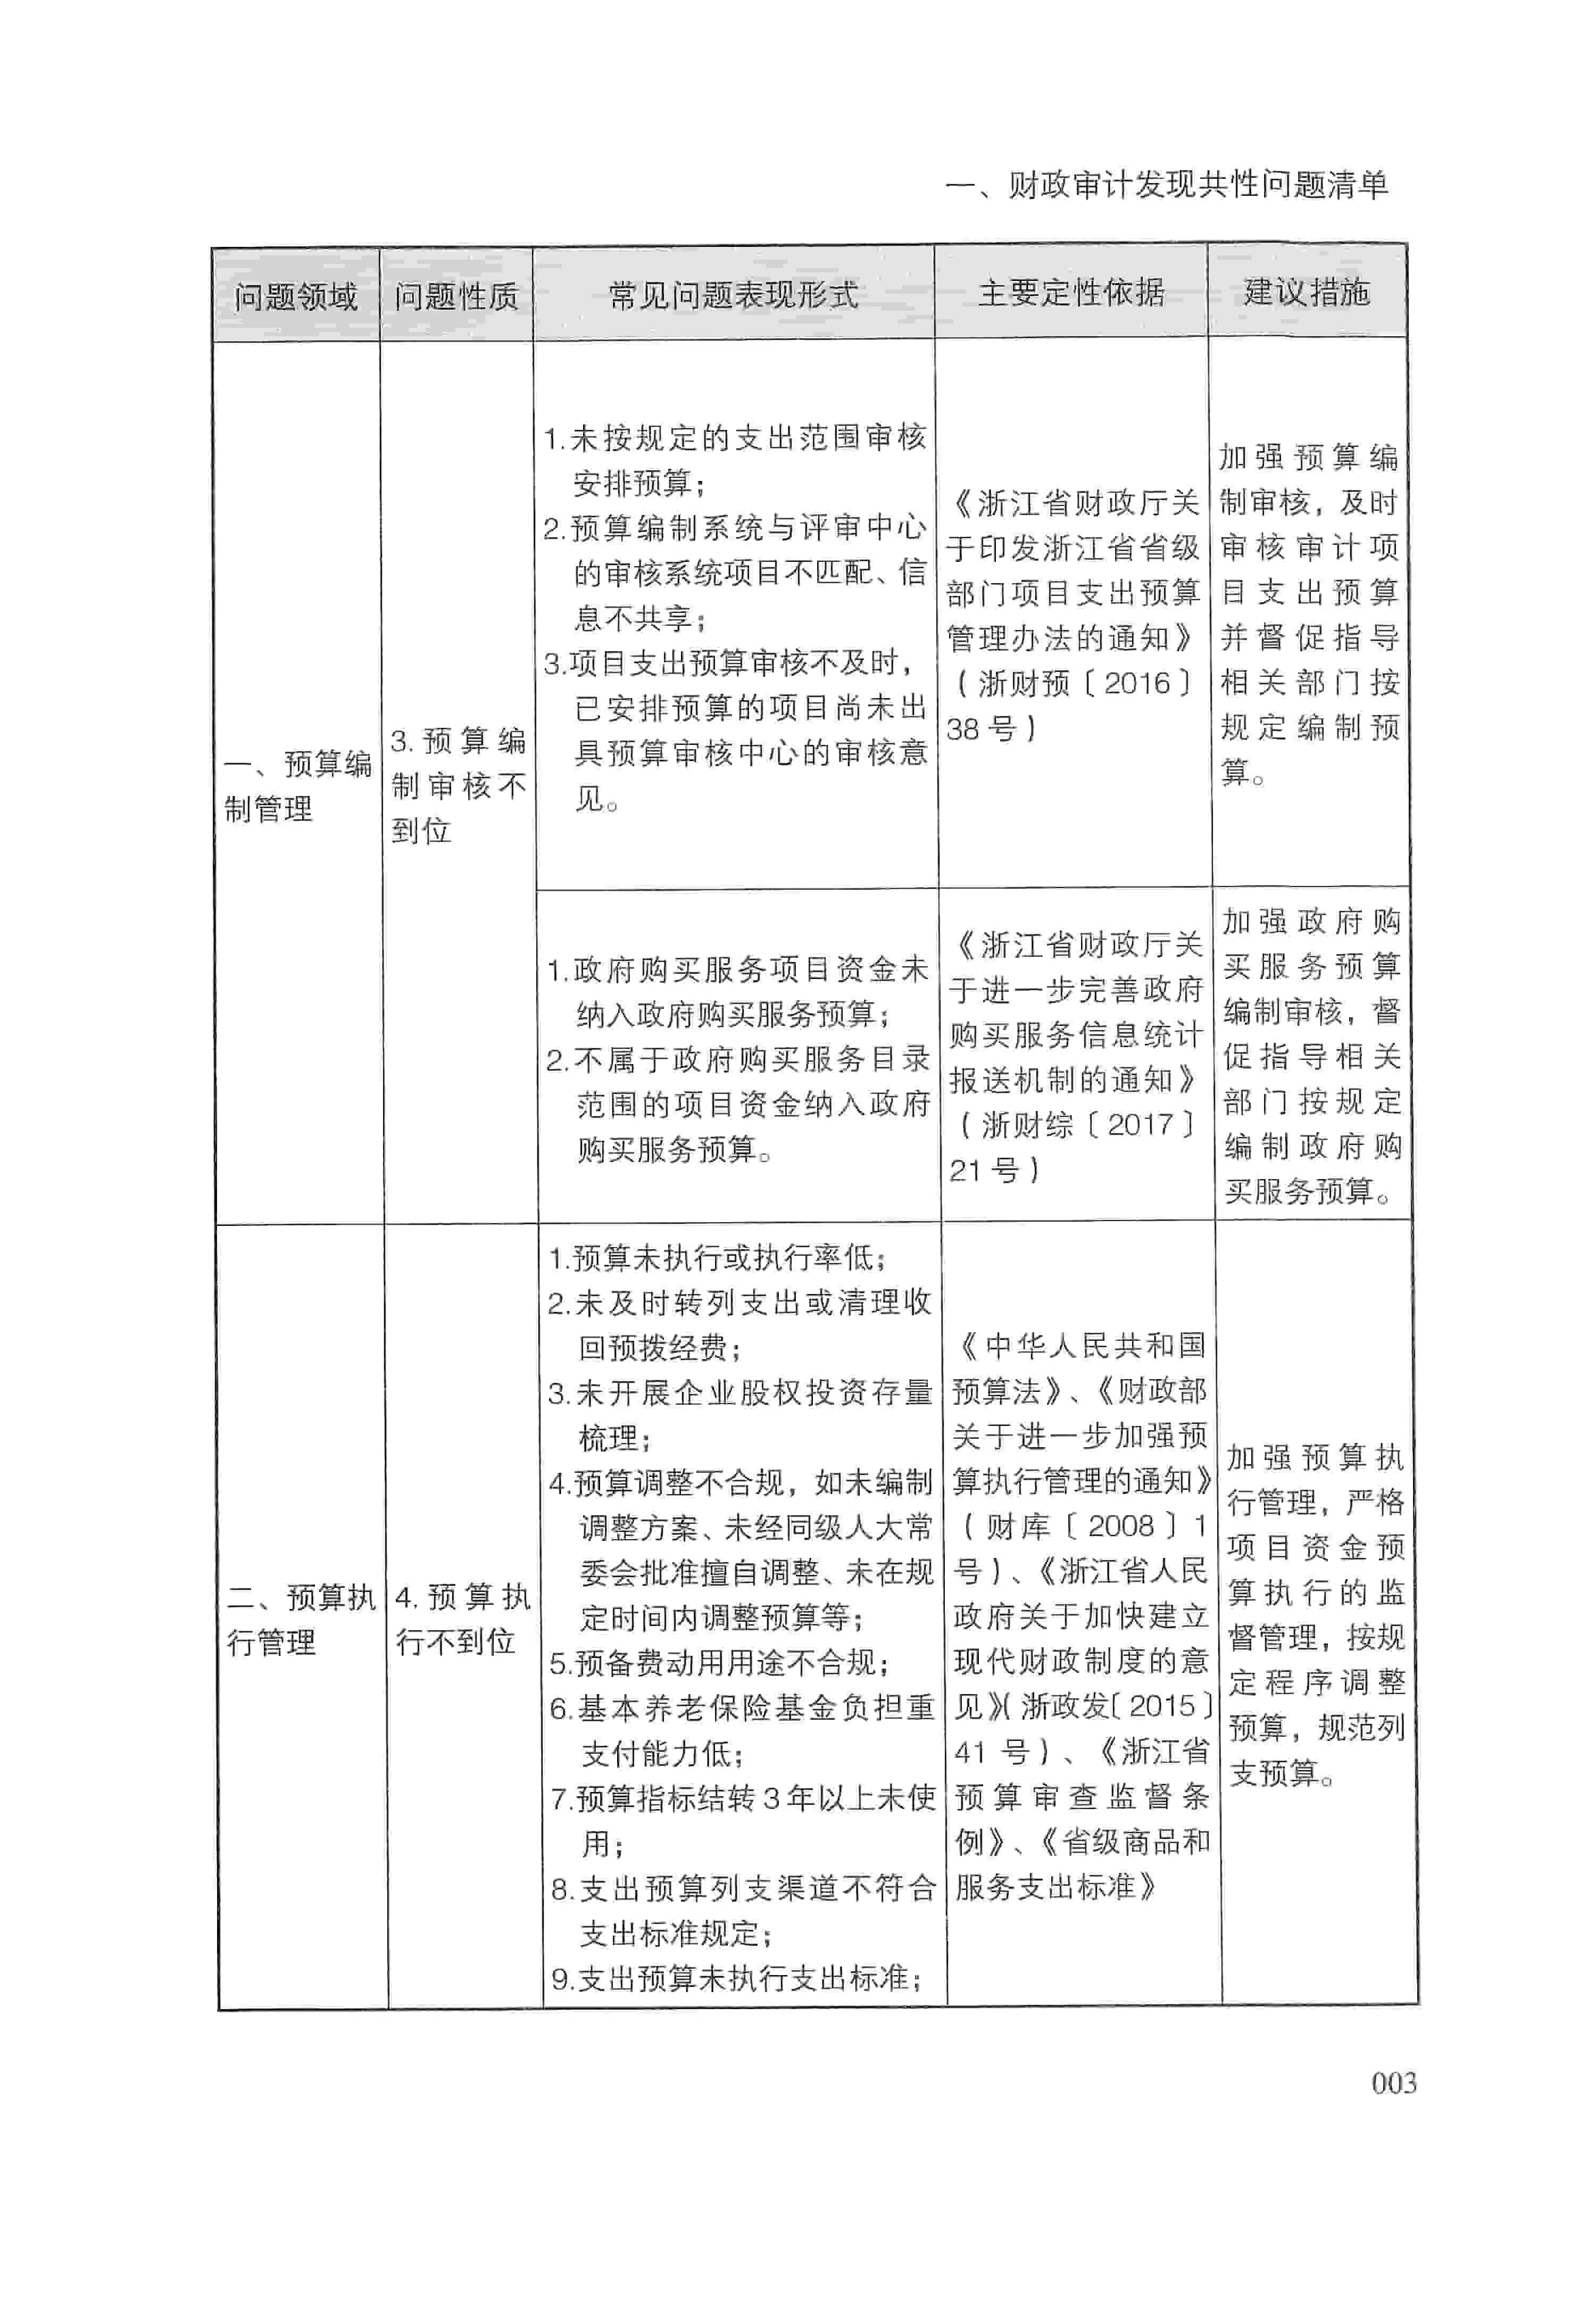 一、财政审计发现共性问题清单
问题领域
问题性质
常见问题表现形式
主要定性依据
建议措施
一、预算编
制管理
3.预算编
制审核不
到位
1.未按规定的支出范围审核
安排预算；
2.预算编制系统与评审中心
的审核系统项目不匹配、信
息不共享；
3.项目支出预算审核不及时，
已安排预算的项目尚未出
具预算审核中心的审核意
见。
《浙江省财政厅关
于印发浙江省省级
部门项目支出预算
管理办法的通知》
（浙财预〔2016〕
38号）
加强预算编
制审核，及时
审核审计项
目支出预算
并督促指导
相关部门按
规定编制预
算。
1.政府购买服务项目资金未
纳入政府购买服务预算；
2.不属于政府购买服务目录
范围的项目资金纳入政府
购买服务预算。
《浙江省财政厅关
于进一步完善政府
购买服务信息统计
报送机制的通知》
（浙财综〔2017〕
21号）
加强政府购
买服务预算
编制审核，督
促指导相关
部门按规定
编制政府购
买服务预算。
二、预算执
行管理
4.预算执
行不到位
1.预算未执行或执行率低；
2.未及时转列支出或清理收
回预拨经费；
3.未开展企业股权投资存量
梳理；
4.预算调整不合规，如未编制
调整方案、未经同级人大常
委会批准擅自调整、未在规
定时间内调整预算等；
5.预备费动用用途不合规；
6.基本养老保险基金负担重
支付能力低；
7.预算指标结转3年以上未使
用；
8.支出预算列支渠道不符合
支出标准规定；
9.支出预算未执行支出标准；
《中华人民共和国
预算法》、《财政部
关于进一步加强预
算执行管理的通知》
（财库〔2008〕1
号）、《浙江省人民
政府关于加快建立
现代财政制度的意
见》（浙政发〔2015〕
41号）、《浙江省
预算审查监督条
例》、《省级商品和
服务支出标准》
加强预算执
行管理，严格
项目资金预
算执行的监
督管理，按规
定程序调整
预算，规范列
支预算。
003